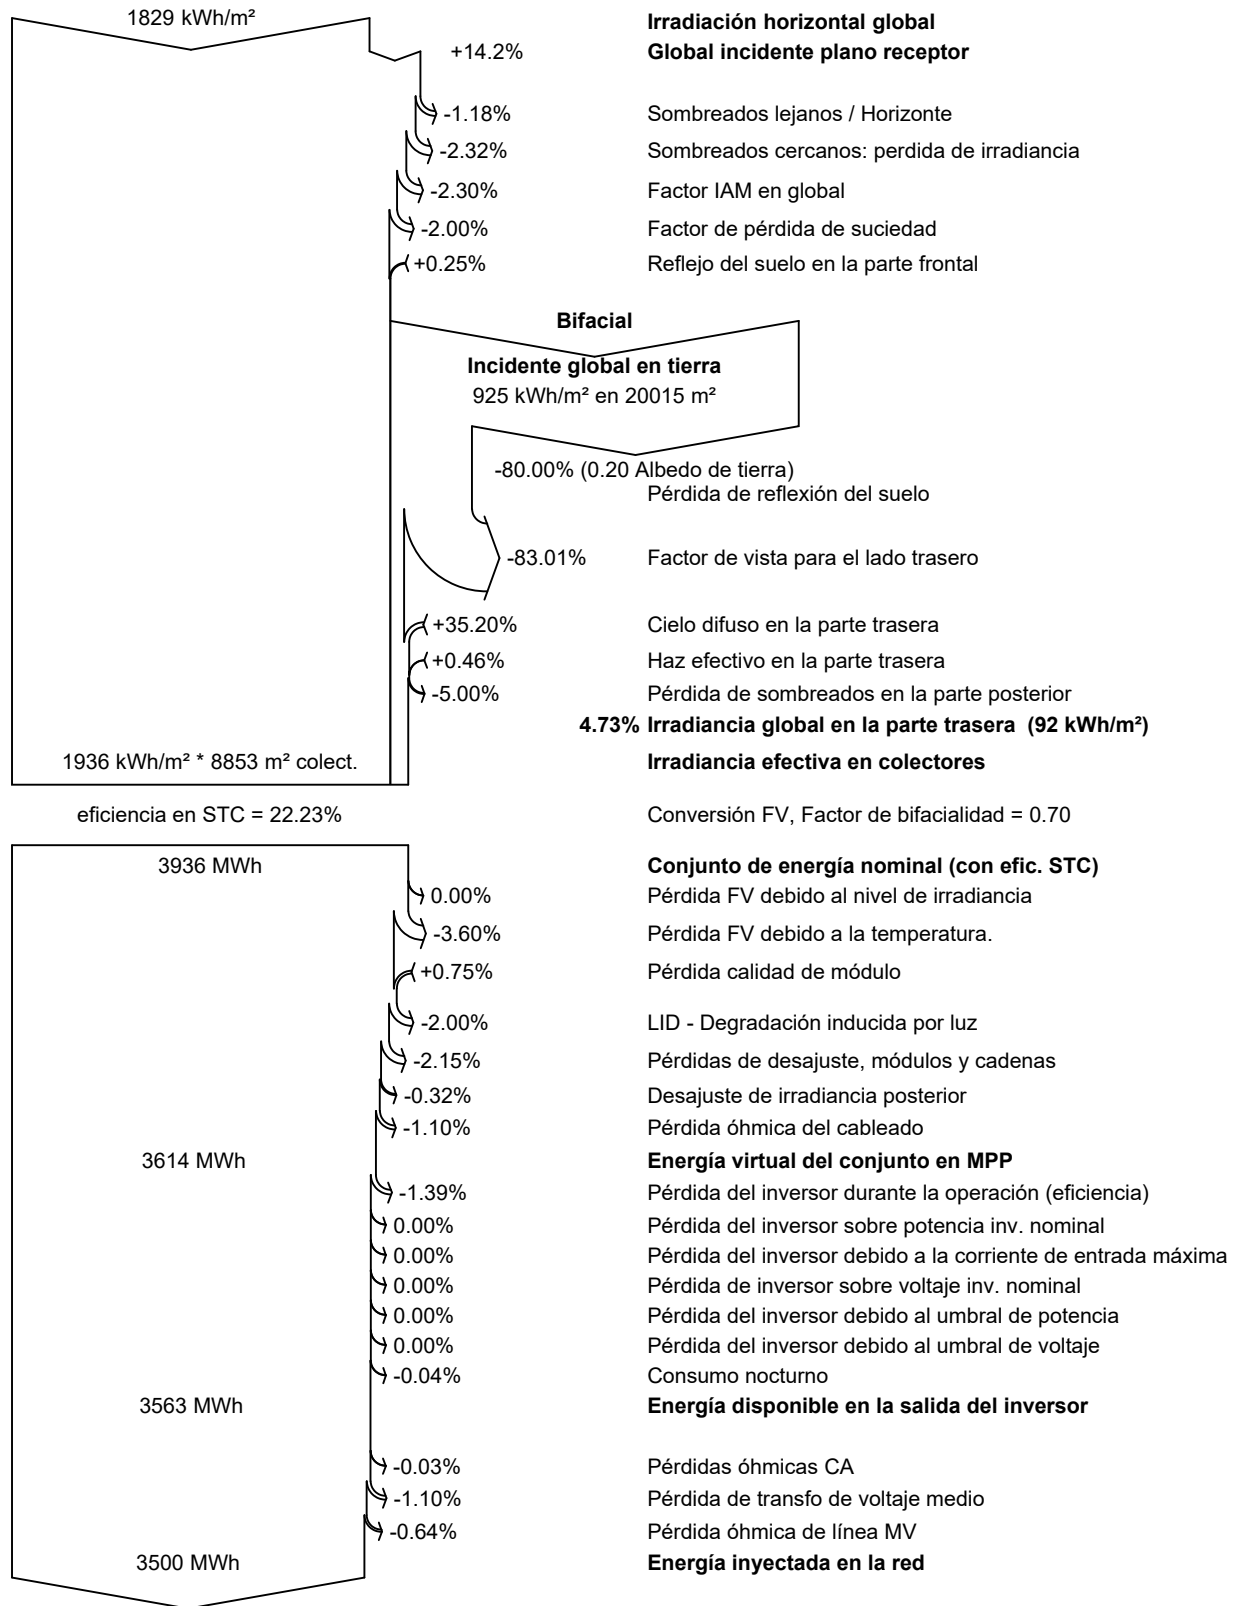 1829 kWh/m² Irradiación horizontal global
+14.2% Global incidente plano receptor
-1.18% Sombreados lejanos / Horizonte
-2.32% Sombreados cercanos: perdida de irradiancia
-2.30% Factor IAM en global
-2.00% Factor de pérdida de suciedad
+0.25% Reflejo del suelo en la parte frontal
Bifacial
Incidente global en tierra
925 kWh/m² en 20015 m²
-80.00% (0.20 Albedo de tierra)
Pérdida de reflexión del suelo
-83.01% Factor de vista para el lado trasero
+35.20% Cielo difuso en la parte trasera
+0.46% Haz efectivo en la parte trasera
-5.00% Pérdida de sombreados en la parte posterior
4.73% Irradiancia global en la parte trasera (92 kWh/m²)
1936 kWh/m² * 8853 m² colect. Irradiancia efectiva en colectores
eficiencia en STC = 22.23% Conversión FV, Factor de bifacialidad = 0.70
3936 MWh Conjunto de energía nominal (con efic. STC)
0.00% Pérdida FV debido al nivel de irradiancia
-3.60% Pérdida FV debido a la temperatura.
+0.75% Pérdida calidad de módulo
-2.00% LID - Degradación inducida por luz
-2.15% Pérdidas de desajuste, módulos y cadenas
-0.32% Desajuste de irradiancia posterior
-1.10% Pérdida óhmica del cableado
3614 MWh Energía virtual del conjunto en MPP
-1.39% Pérdida del inversor durante la operación (eficiencia)
0.00% Pérdida del inversor sobre potencia inv. nominal
0.00% Pérdida del inversor debido a la corriente de entrada máxima
0.00% Pérdida de inversor sobre voltaje inv. nominal
0.00% Pérdida del inversor debido al umbral de potencia
0.00% Pérdida del inversor debido al umbral de voltaje
-0.04% Consumo nocturno
3563 MWh Energía disponible en la salida del inversor
-0.03% Pérdidas óhmicas CA
-1.10% Pérdida de transfo de voltaje medio
-0.64% Pérdida óhmica de línea MV
3500 MWh Energía inyectada en la red